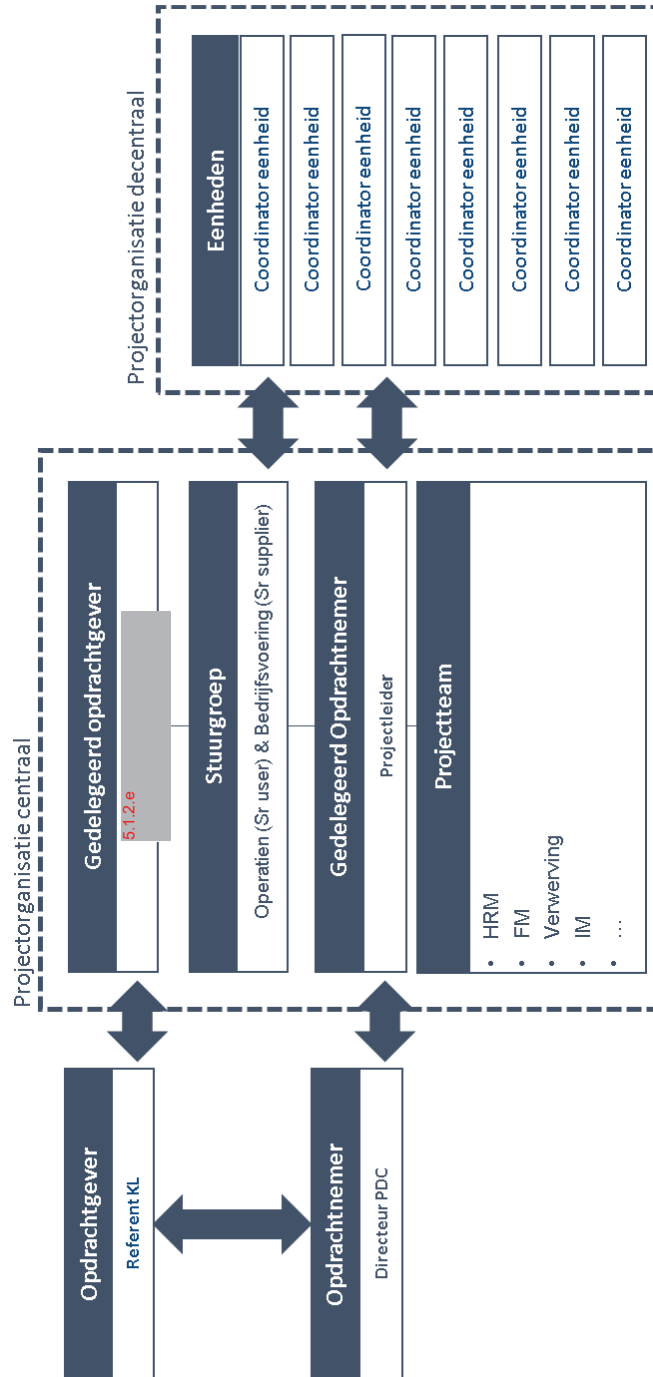 Opdrachtgever
Referent KL
Opdrachtnemer
Directeur PDC
Projectorganisatie centraal
Gedelegeerd opdrachtgever
5.1.2.e
Stuurgroep
Operatien (Sr user) & Bedrijfsvoering (Sr supplier)
Gedelegeerd Opdrachtnemer
Projectleider
Projectteam
• HRM
• FM
• Verwerving
• IM
• ...
Projectorganisatie decentraal
Eenheden
Coordinator eenheid
Coordinator eenheid
Coordinator eenheid
Coordinator eenheid
Coordinator eenheid
Coordinator eenheid
Coordinator eenheid
Coordinator eenheid